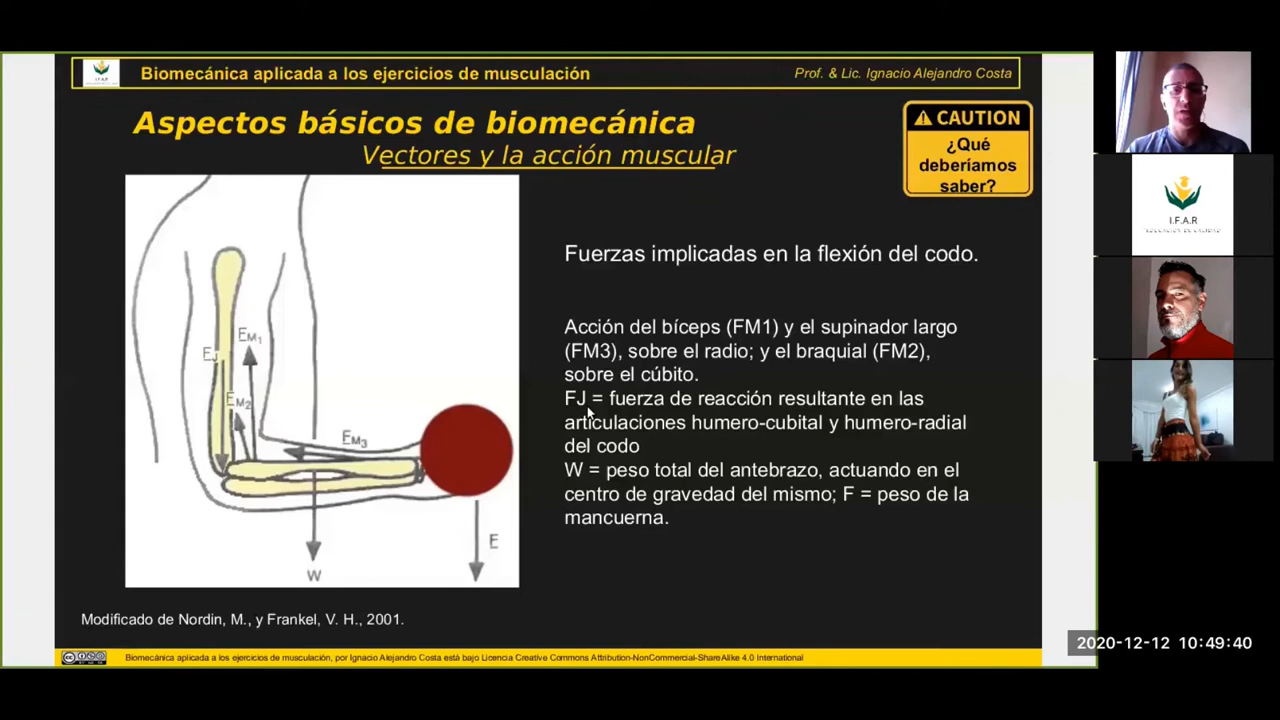 Biomecánica aplicada a los ejercicios de musculación
Prof. & Lic. Ignacio Alejandro Costa
Aspectos básicos de biomecánica
Vectores y la acción muscular
CAUTION
¿Qué
deberíamos
saber?
Fuerzas implicadas en la flexión del codo.
Acción del bíceps (FM1) y el supinador largo
(FM3), sobre el radio; y el braquial (FM2),
sobre el cúbito.
FJ = fuerza de reacción resultante en las
articulaciones humero-cubital y humero-radial
del codo
W = peso total del antebrazo, actuando en el
centro de gravedad del mismo; F = peso de la
mancuerna.
FM1
FJ
FM2
FM3
F
W
Modificado de Nordin, M., y Frankel, V. H., 2001.
Biomecánica aplicada a los ejercicios de musculación, por Ignacio Alejandro Costa está bajo Licencia Creative Commons Attribution-NonCommercial-ShareAlike 4.0 International
I.F.A.R
2020-12-12 10:49:40